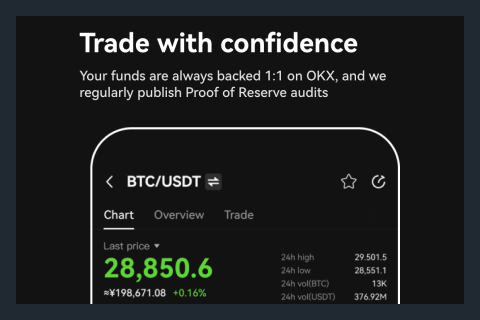 Trade with confidence
Your funds are always backed 1:1 on OKX, and we
regularly publish Proof of Reserve audits
BTC/USDT
Chart Overview Trade
Last price
28,850.6
≈¥198,671.08 +0.16%
24h high 29.501.5
24h low 28,551.1
24h vol(BTC) 13K
24h vol(USDT) 376.92M